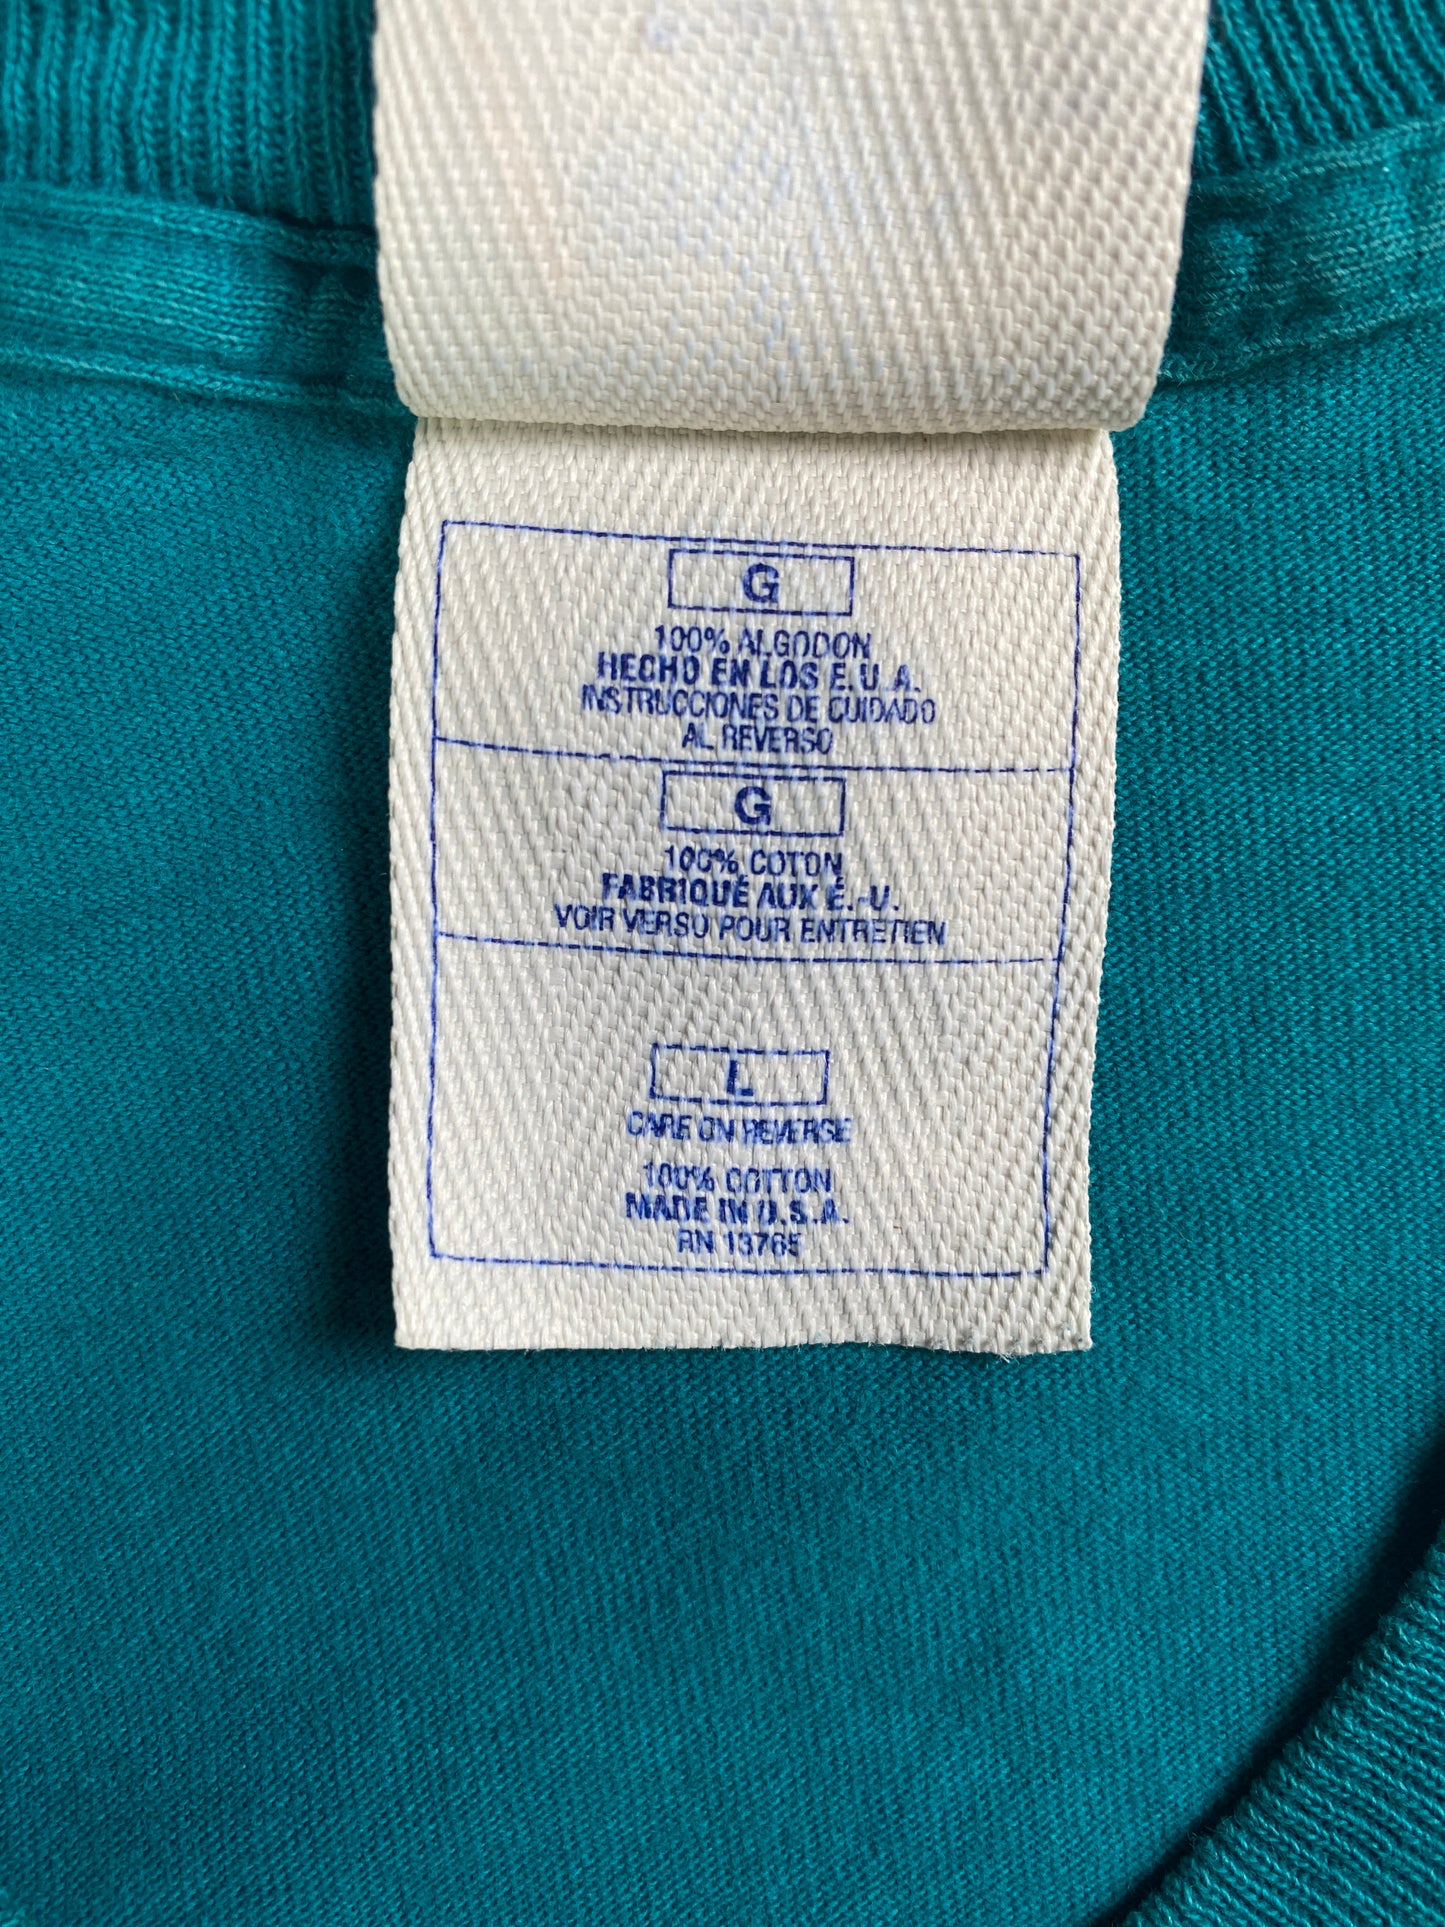 G
100% ALGODON
HECHO EN LOS E.U.A.
INSTRUCCIONES DE CUIDADO
AL REVERSO
G
100% COTON
FABRIQUÉ AUX É.-U.
VOIR VERSO POUR ENTRETIEN
L
CARE ON REVERSE
100% COTTON
MADE IN U.S.A.
RN 13765